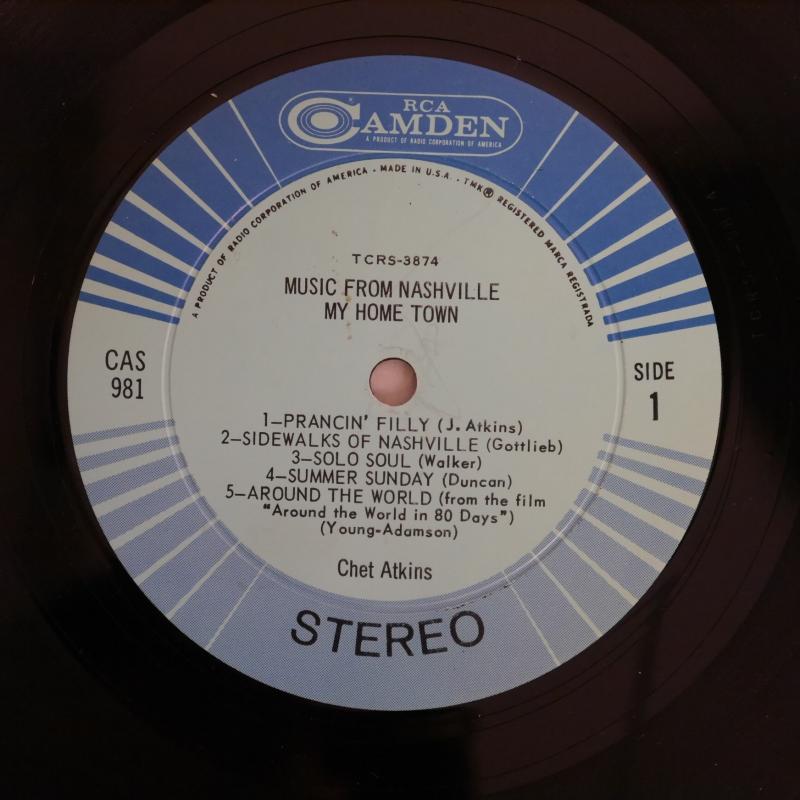 RCA
CAMDEN
A PRODUCT OF RADIO CORPORATION OF AMERICA
A PRODUCT OF RADIO CORPORATION OF AMERICA • MADE IN U.S.A. • TMK® REGISTERED MARCA REGISTRADA
TCRS-3874
MUSIC FROM NASHVILLE
MY HOME TOWN
CAS
981
SIDE
1
1—PRANCIN' FILLY (J. Atkins)
2—SIDEWALKS OF NASHVILLE (Gottlieb)
3—SOLO SOUL (Walker)
4—SUMMER SUNDAY (Duncan)
5—AROUND THE WORLD (from the film
"Around the World in 80 Days")
(Young-Adamson)
Chet Atkins
STEREO